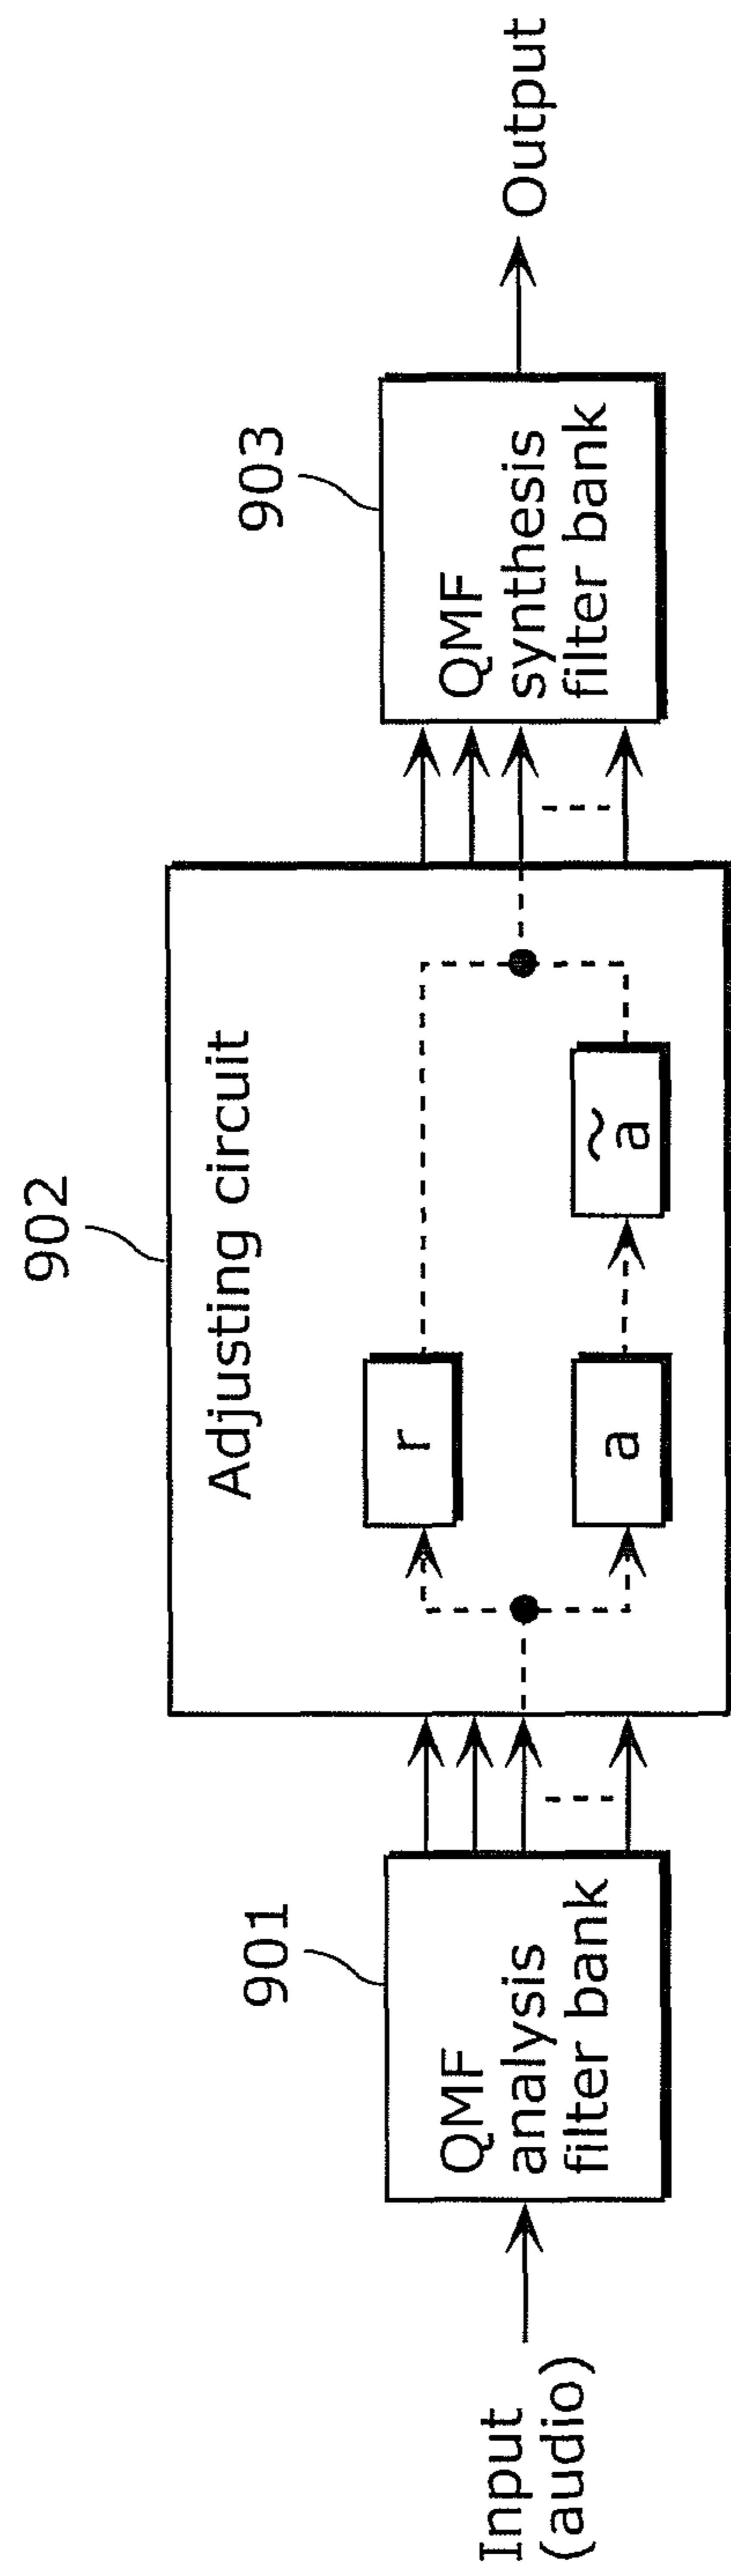 Input
(audio)
901
QMF
analysis
filter bank
902
Adjusting circuit
r
a
ã
903
QMF
synthesis
filter bank
Output